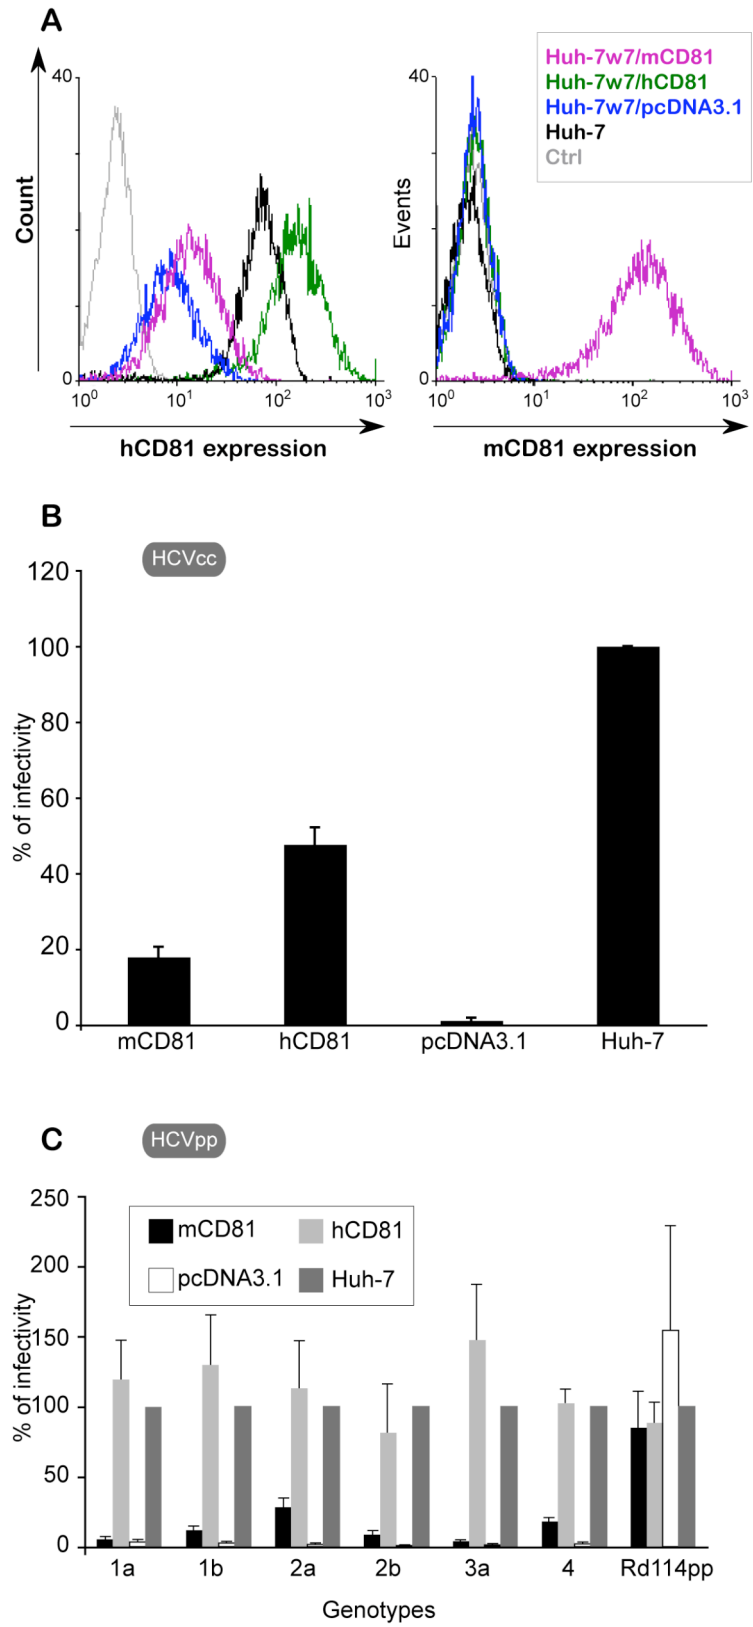 A
Huh-7w7/mCD81
Huh-7w7/hCD81
Huh-7w7/pcDNA3.1
Huh-7
Ctrl
40
Count
0
10^0 10^1 10^2 10^3
hCD81 expression
40
Events
0
10^0 10^1 10^2 10^3
mCD81 expression
B
HCVcc
% of infectivity
120
100
80
60
40
20
0
mCD81 hCD81 pcDNA3.1 Huh-7
C
HCVpp
% of infectivity
250
200
150
100
50
0
mCD81 hCD81
pcDNA3.1 Huh-7
1a 1b 2a 2b 3a 4 Rd114pp
Genotypes